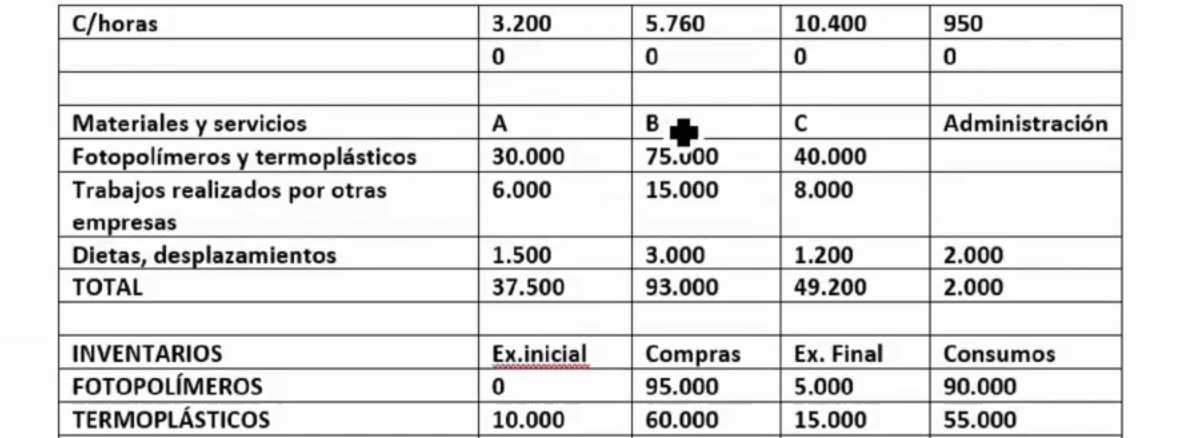 C/horas 3.200 5.760 10.400 950
0 0 0 0
Materiales y servicios A B C Administración
Fotopolímeros y termoplásticos 30.000 75.000 40.000
Trabajos realizados por otras 6.000 15.000 8.000
empresas
Dietas, desplazamientos 1.500 3.000 1.200 2.000
TOTAL 37.500 93.000 49.200 2.000
INVENTARIOS Ex.inicial Compras Ex. Final Consumos
FOTOPOLÍMEROS 0 95.000 5.000 90.000
TERMOPLÁSTICOS 10.000 60.000 15.000 55.000